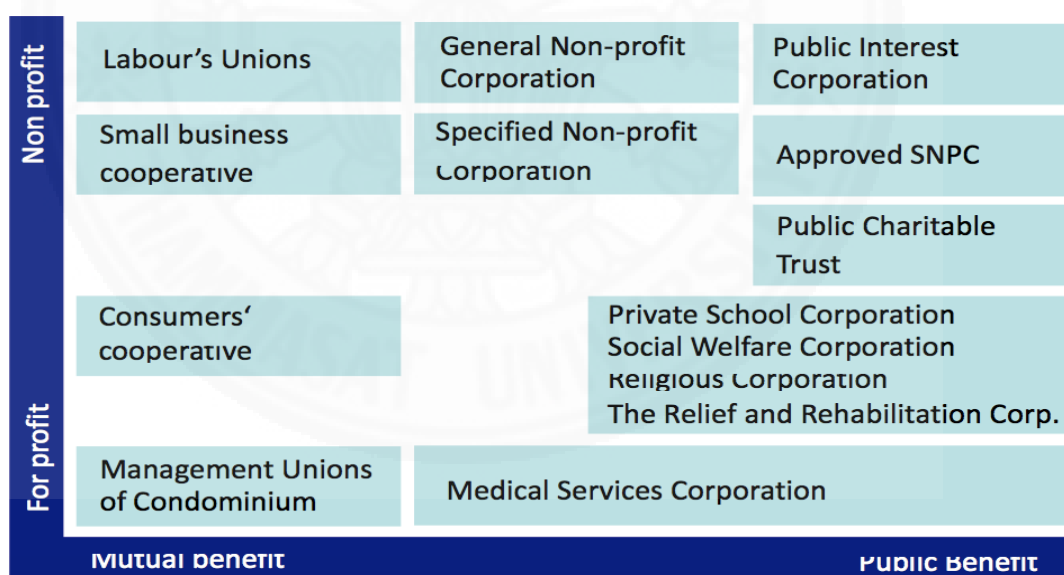 Non profit
For profit
Labour's Unions
General Non-profit
Corporation
Public Interest
Corporation
Small business
cooperative
Specified Non-profit
Corporation
Approved SNPC
Public Charitable
Trust
Consumers‘
cooperative
Private School Corporation
Social Welfare Corporation
Religious Corporation
The Relief and Rehabilitation Corp.
Management Unions
of Condominium
Medical Services Corporation
Mutual benefit
Public Benefit